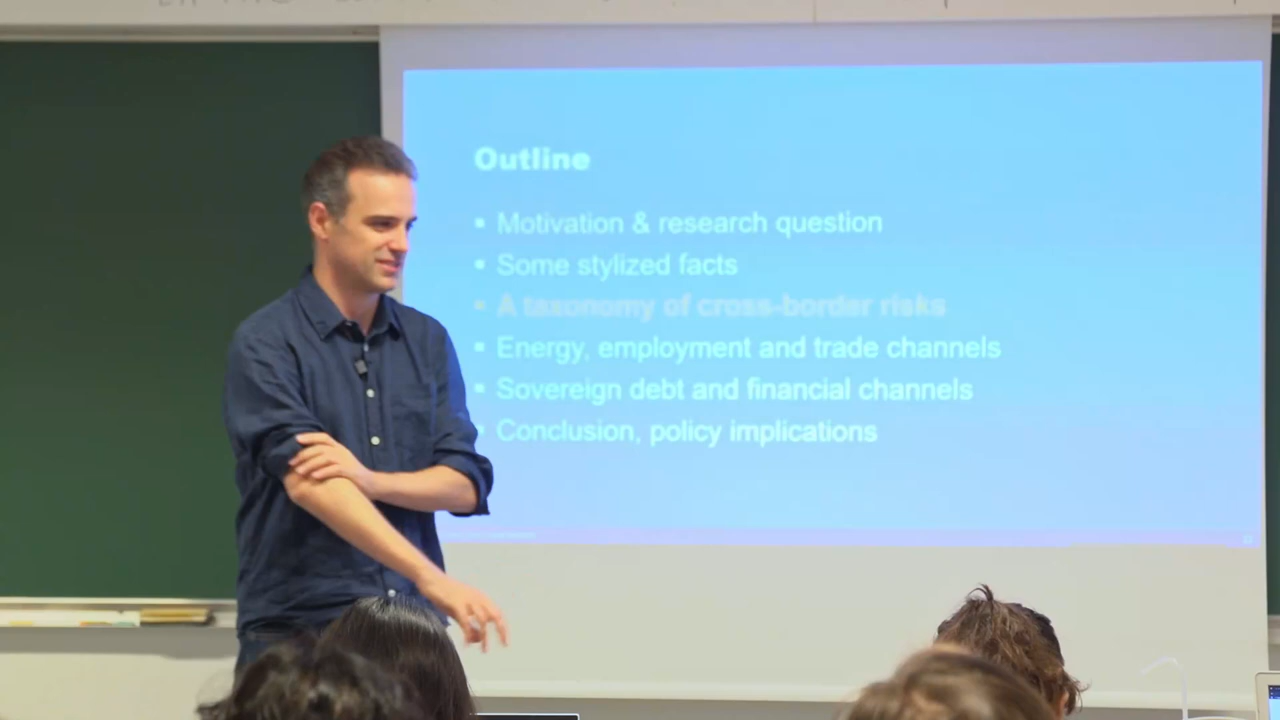 Outline
▪ Motivation & research question
▪ Some stylized facts
▪ A taxonomy of cross-border risks
▪ Energy, employment and trade channels
▪ Sovereign debt and financial channels
▪ Conclusion, policy implications